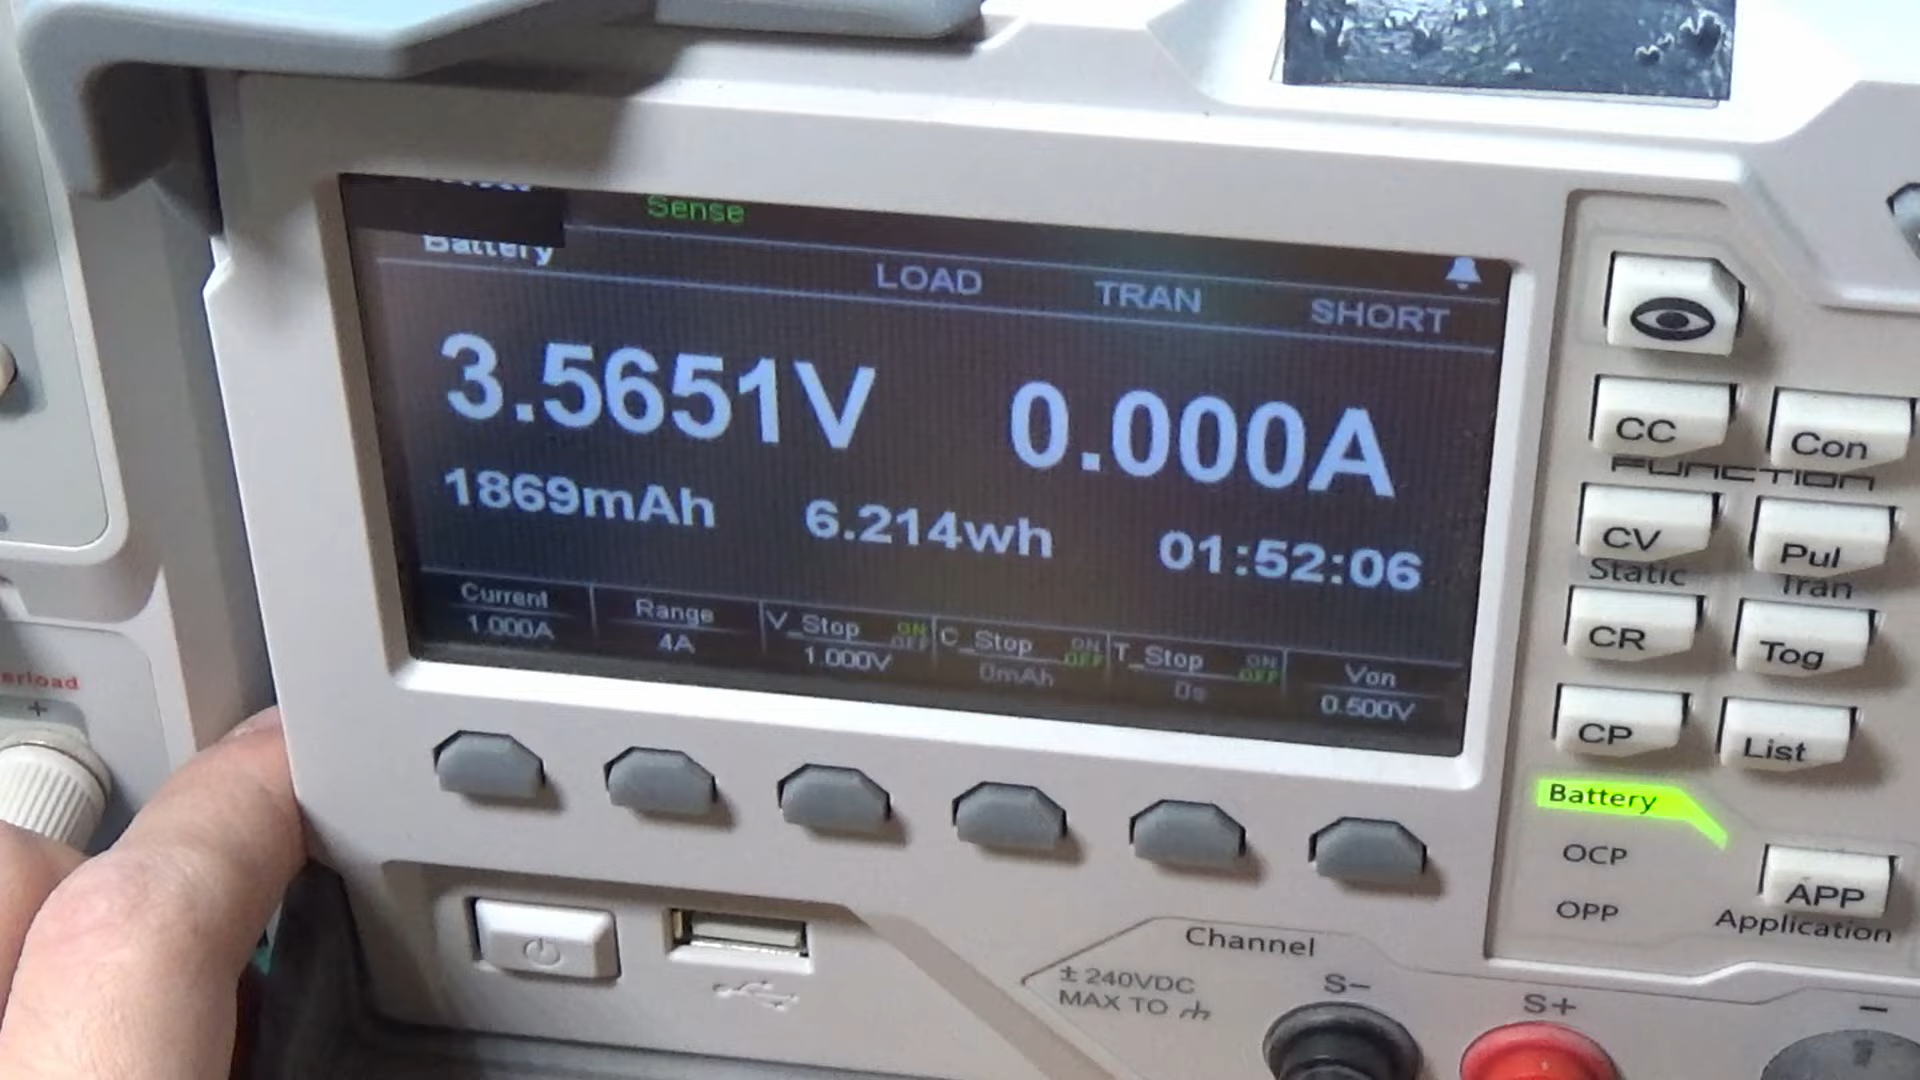 Sense
Battery
LOAD TRAN SHORT
3.5651V 0.000A
1869mAh 6.214wh 01:52:06
Current Range V_Stop ON OFF C_Stop ON OFF T_Stop ON OFF Von
1.000A 4A 1.000V 0mAh 0s 0.500V
CC Con
FUNCTION
CV Pul
Static Tran
CR Tog
CP List
Battery
OCP
APP
OPP
Application
Channel
± 240VDC
MAX TO
S-
S+
−
+